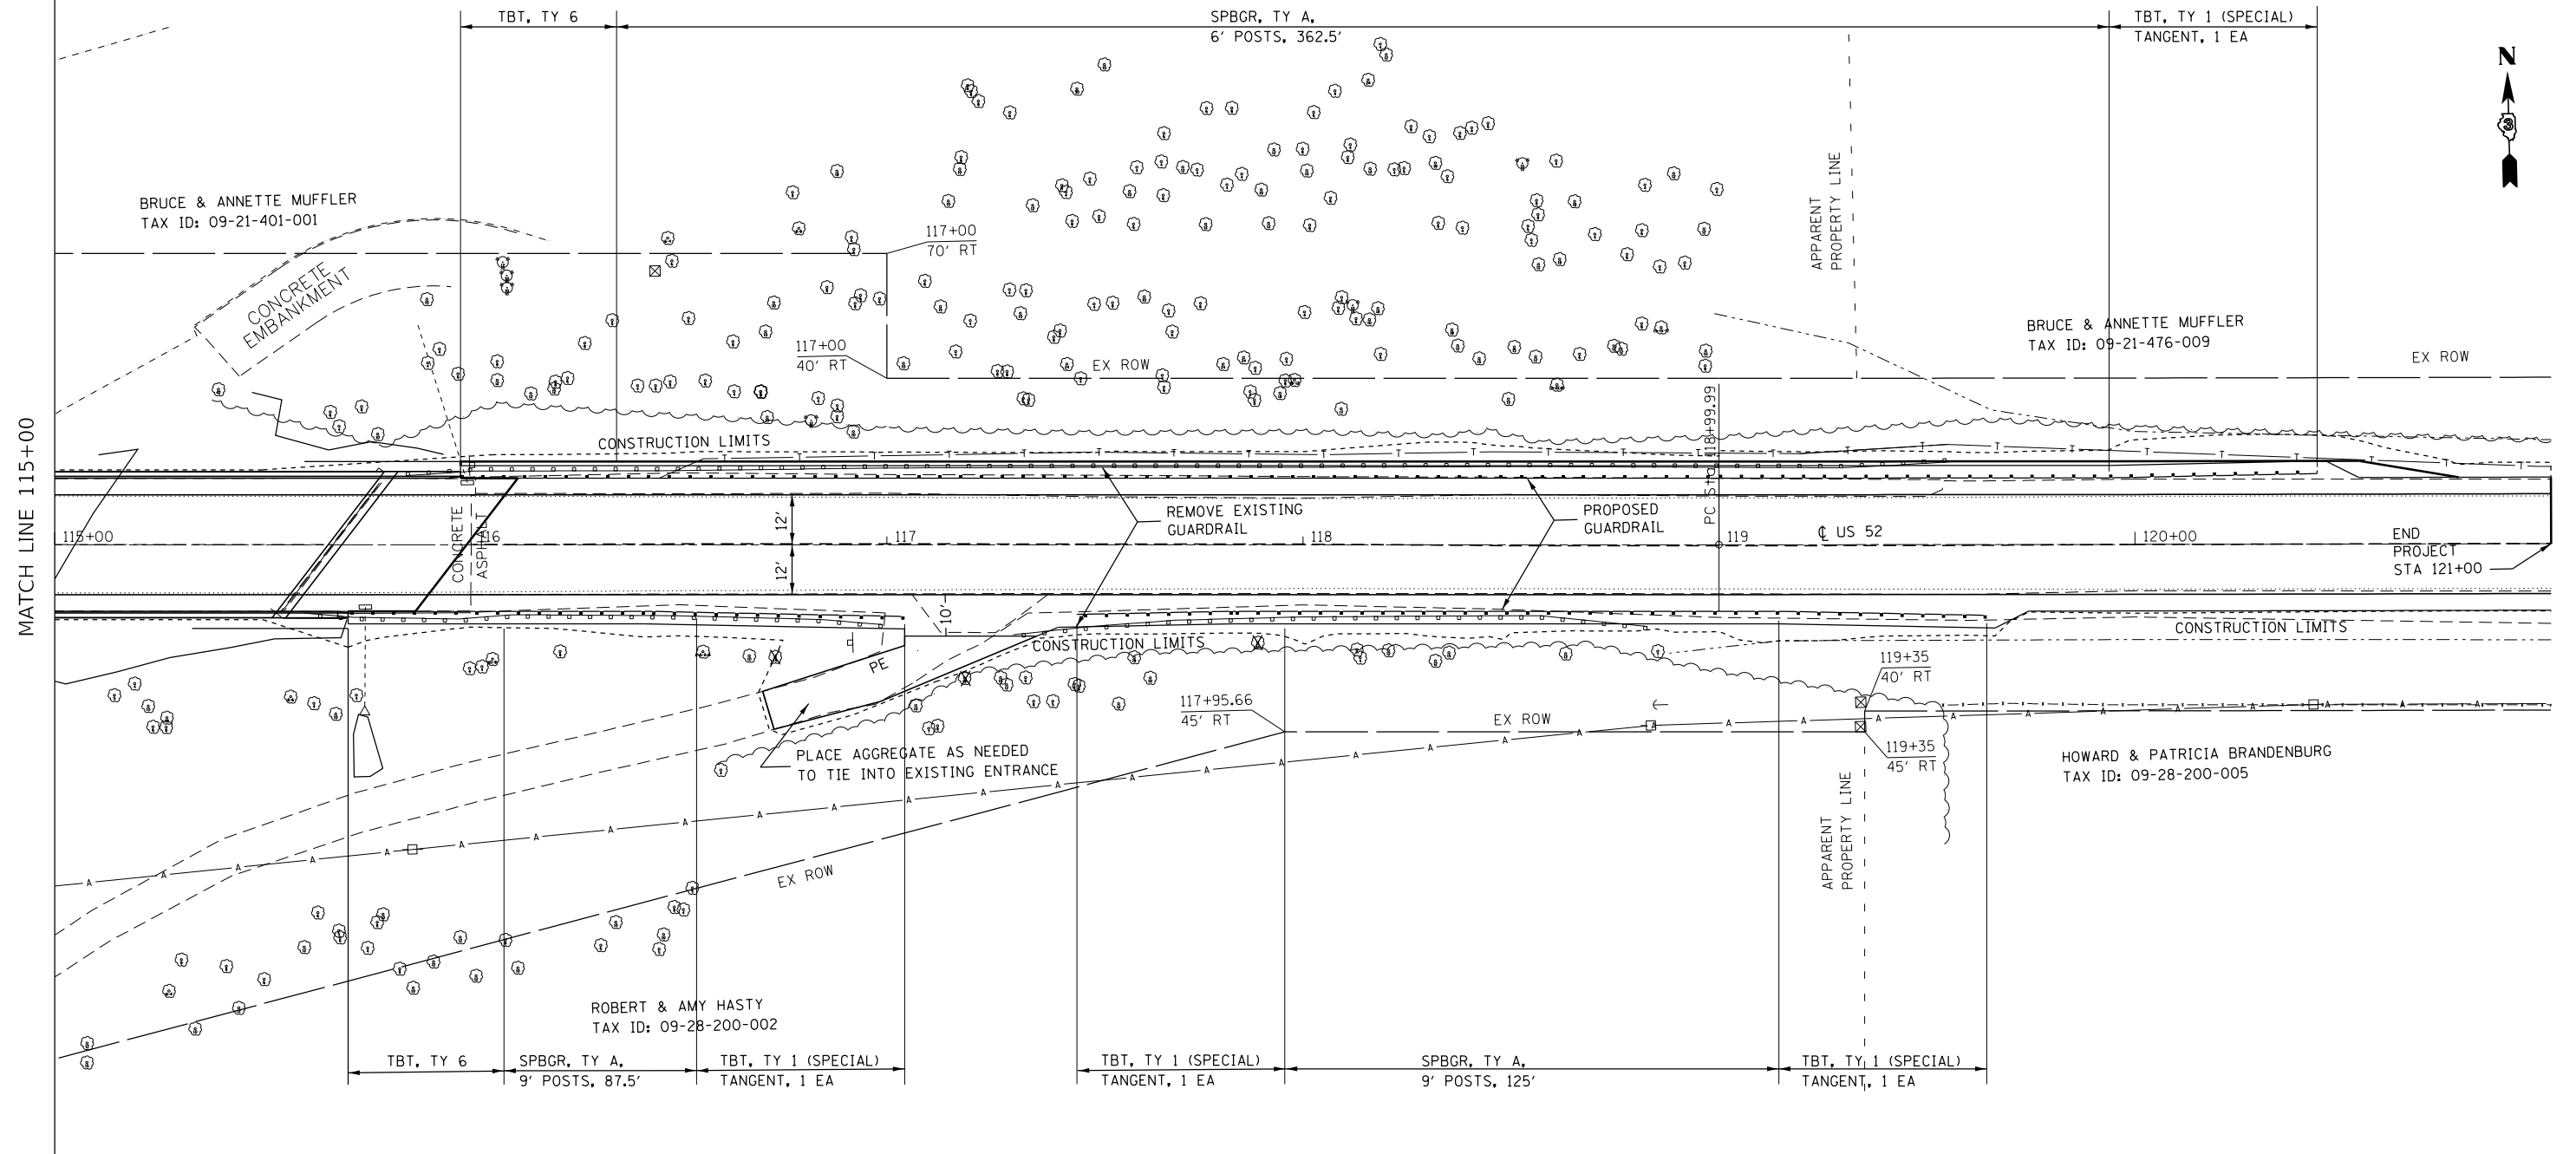 TBT, TY 6
SPBGR, TY A,
6' POSTS, 362.5'
TBT, TY 1 (SPECIAL)
TANGENT, 1 EA
N
3
BRUCE & ANNETTE MUFFLER
TAX ID: 09-21-401-001
CONCRETE
EMBANKMENT
117+00
70' RT
117+00
40' RT
EX ROW
APPARENT
PROPERTY LINE
BRUCE & ANNETTE MUFFLER
TAX ID: 09-21-476-009
EX ROW
MATCH LINE 115+00
CONSTRUCTION LIMITS
T T T T T T T T T T T T T T T T T T T T T T T T T
115+00
CONCRETE
ASPHALT
116
12'
12'
117
REMOVE EXISTING
GUARDRAIL
118
PROPOSED
GUARDRAIL
PC Sta 118+99.99
119
℄ US 52
120+00
END
PROJECT
STA 121+00
10'
PE
CONSTRUCTION LIMITS
CONSTRUCTION LIMITS
117+95.66
45' RT
EX ROW
119+35
40' RT
119+35
45' RT
PLACE AGGREGATE AS NEEDED
TO TIE INTO EXISTING ENTRANCE
HOWARD & PATRICIA BRANDENBURG
TAX ID: 09-28-200-005
APPARENT
PROPERTY LINE
EX ROW
ROBERT & AMY HASTY
TAX ID: 09-28-200-002
TBT, TY 6
SPBGR, TY A,
9' POSTS, 87.5'
TBT, TY 1 (SPECIAL)
TANGENT, 1 EA
TBT, TY 1 (SPECIAL)
TANGENT, 1 EA
SPBGR, TY A,
9' POSTS, 125'
TBT, TY 1 (SPECIAL)
TANGENT, 1 EA